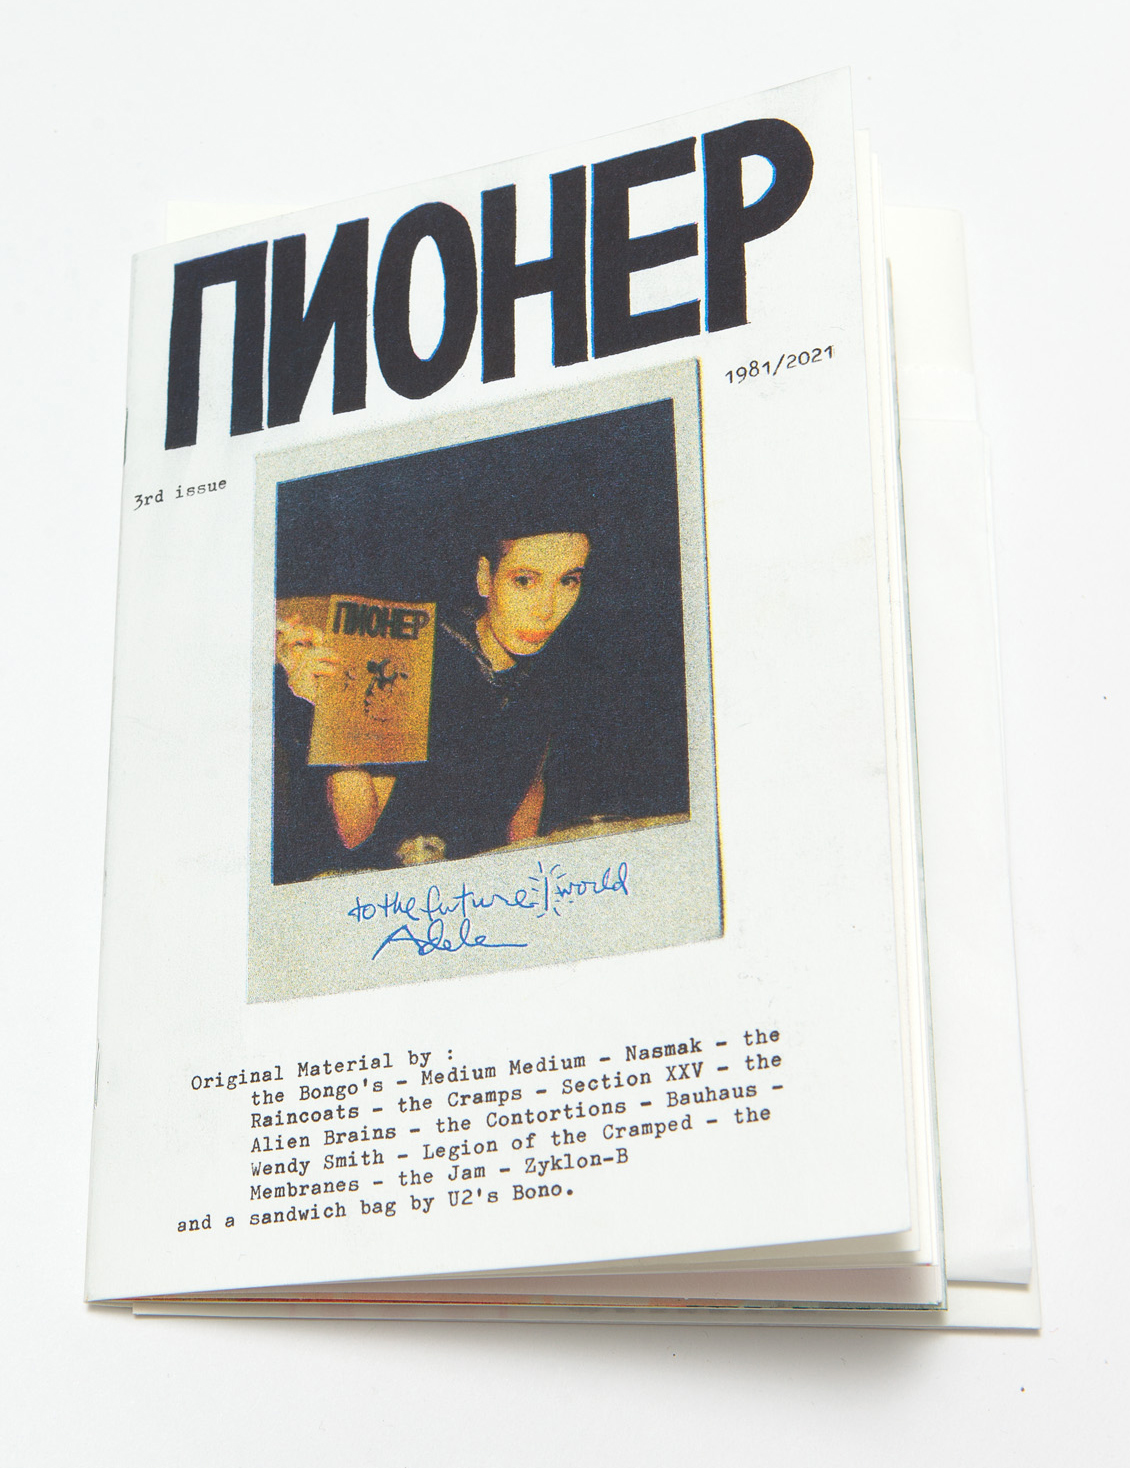 ПИОНЕР
1981/2021
3rd issue
ПИОНЕР
to the future world
Adele
Original Material by :
the Bongo's - Medium Medium - Nasmak - the
Raincoats - the Cramps - Section XXV - the
Alien Brains - the Contortions - Bauhaus -
Wendy Smith - Legion of the Cramped - the
Membranes - the Jam - Zyklon-B
and a sandwich bag by U2's Bono.